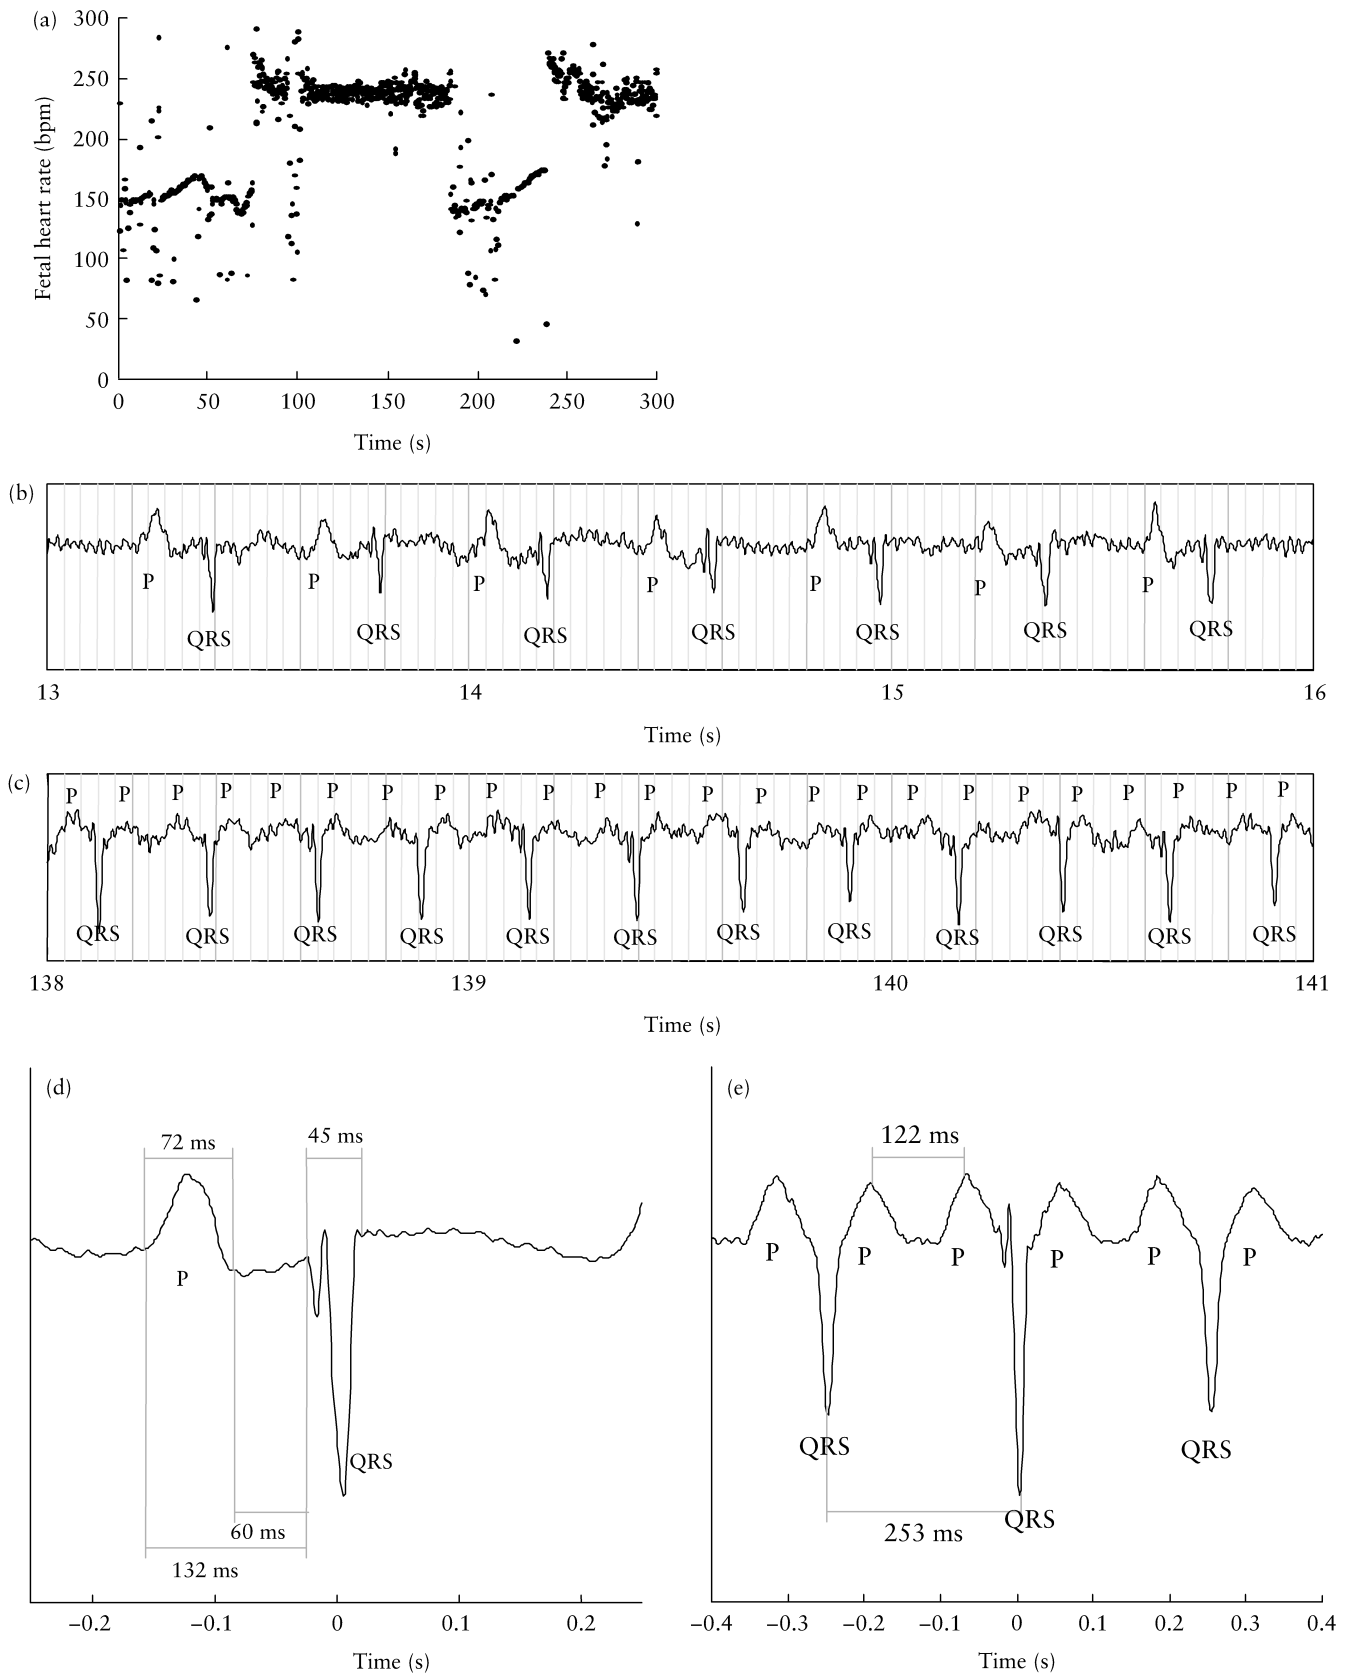 (a)
300
250
200
150
100
50
0
Fetal heart rate (bpm)
0 50 100 150 200 250 300
Time (s)
(b)
P P P P P P P
QRS QRS QRS QRS QRS QRS QRS
13 14 15 16
Time (s)
(c)
P P P P P P P P P P P P P P P P P P P P P P P P
QRS QRS QRS QRS QRS QRS QRS QRS QRS QRS QRS QRS
138 139 140 141
Time (s)
(d)
72 ms
45 ms
P
QRS
60 ms
132 ms
−0.2 −0.1 0 0.1 0.2
Time (s)
(e)
122 ms
P P P P P P
QRS QRS
QRS
253 ms
−0.4 −0.3 −0.2 −0.1 0 0.1 0.2 0.3 0.4
Time (s)